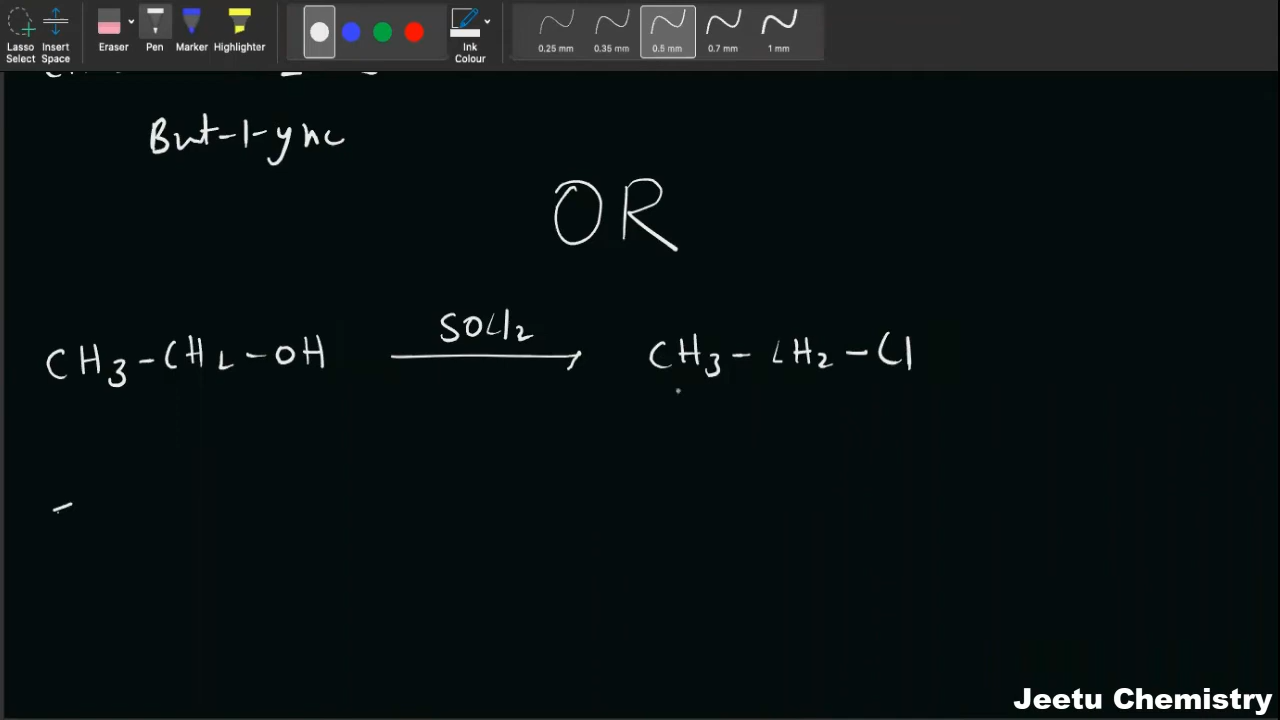 Lasso Select
Insert Space
Eraser
Pen
Marker
Highlighter
Ink Colour
0.25 mm
0.35 mm
0.5 mm
0.7 mm
1 mm
But-1-yne
OR
SOCl2
CH3-CH2-OH CH3-CH2-Cl
Jeetu Chemistry